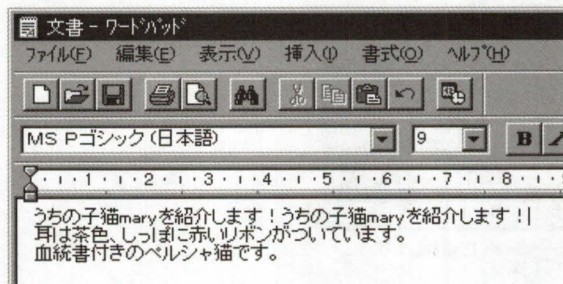 文書 - ワードパッド
ファイル(F) 編集(E) 表示(V) 挿入(I) 書式(O) ヘルプ(H)
MS Pゴシック (日本語) 9 B
1 2 3 4 5 6 7 8
うちの子猫maryを紹介します！うちの子猫maryを紹介します！
耳は茶色、しっぽに赤いリボンがついています。
血統書付きのペルシャ猫です。